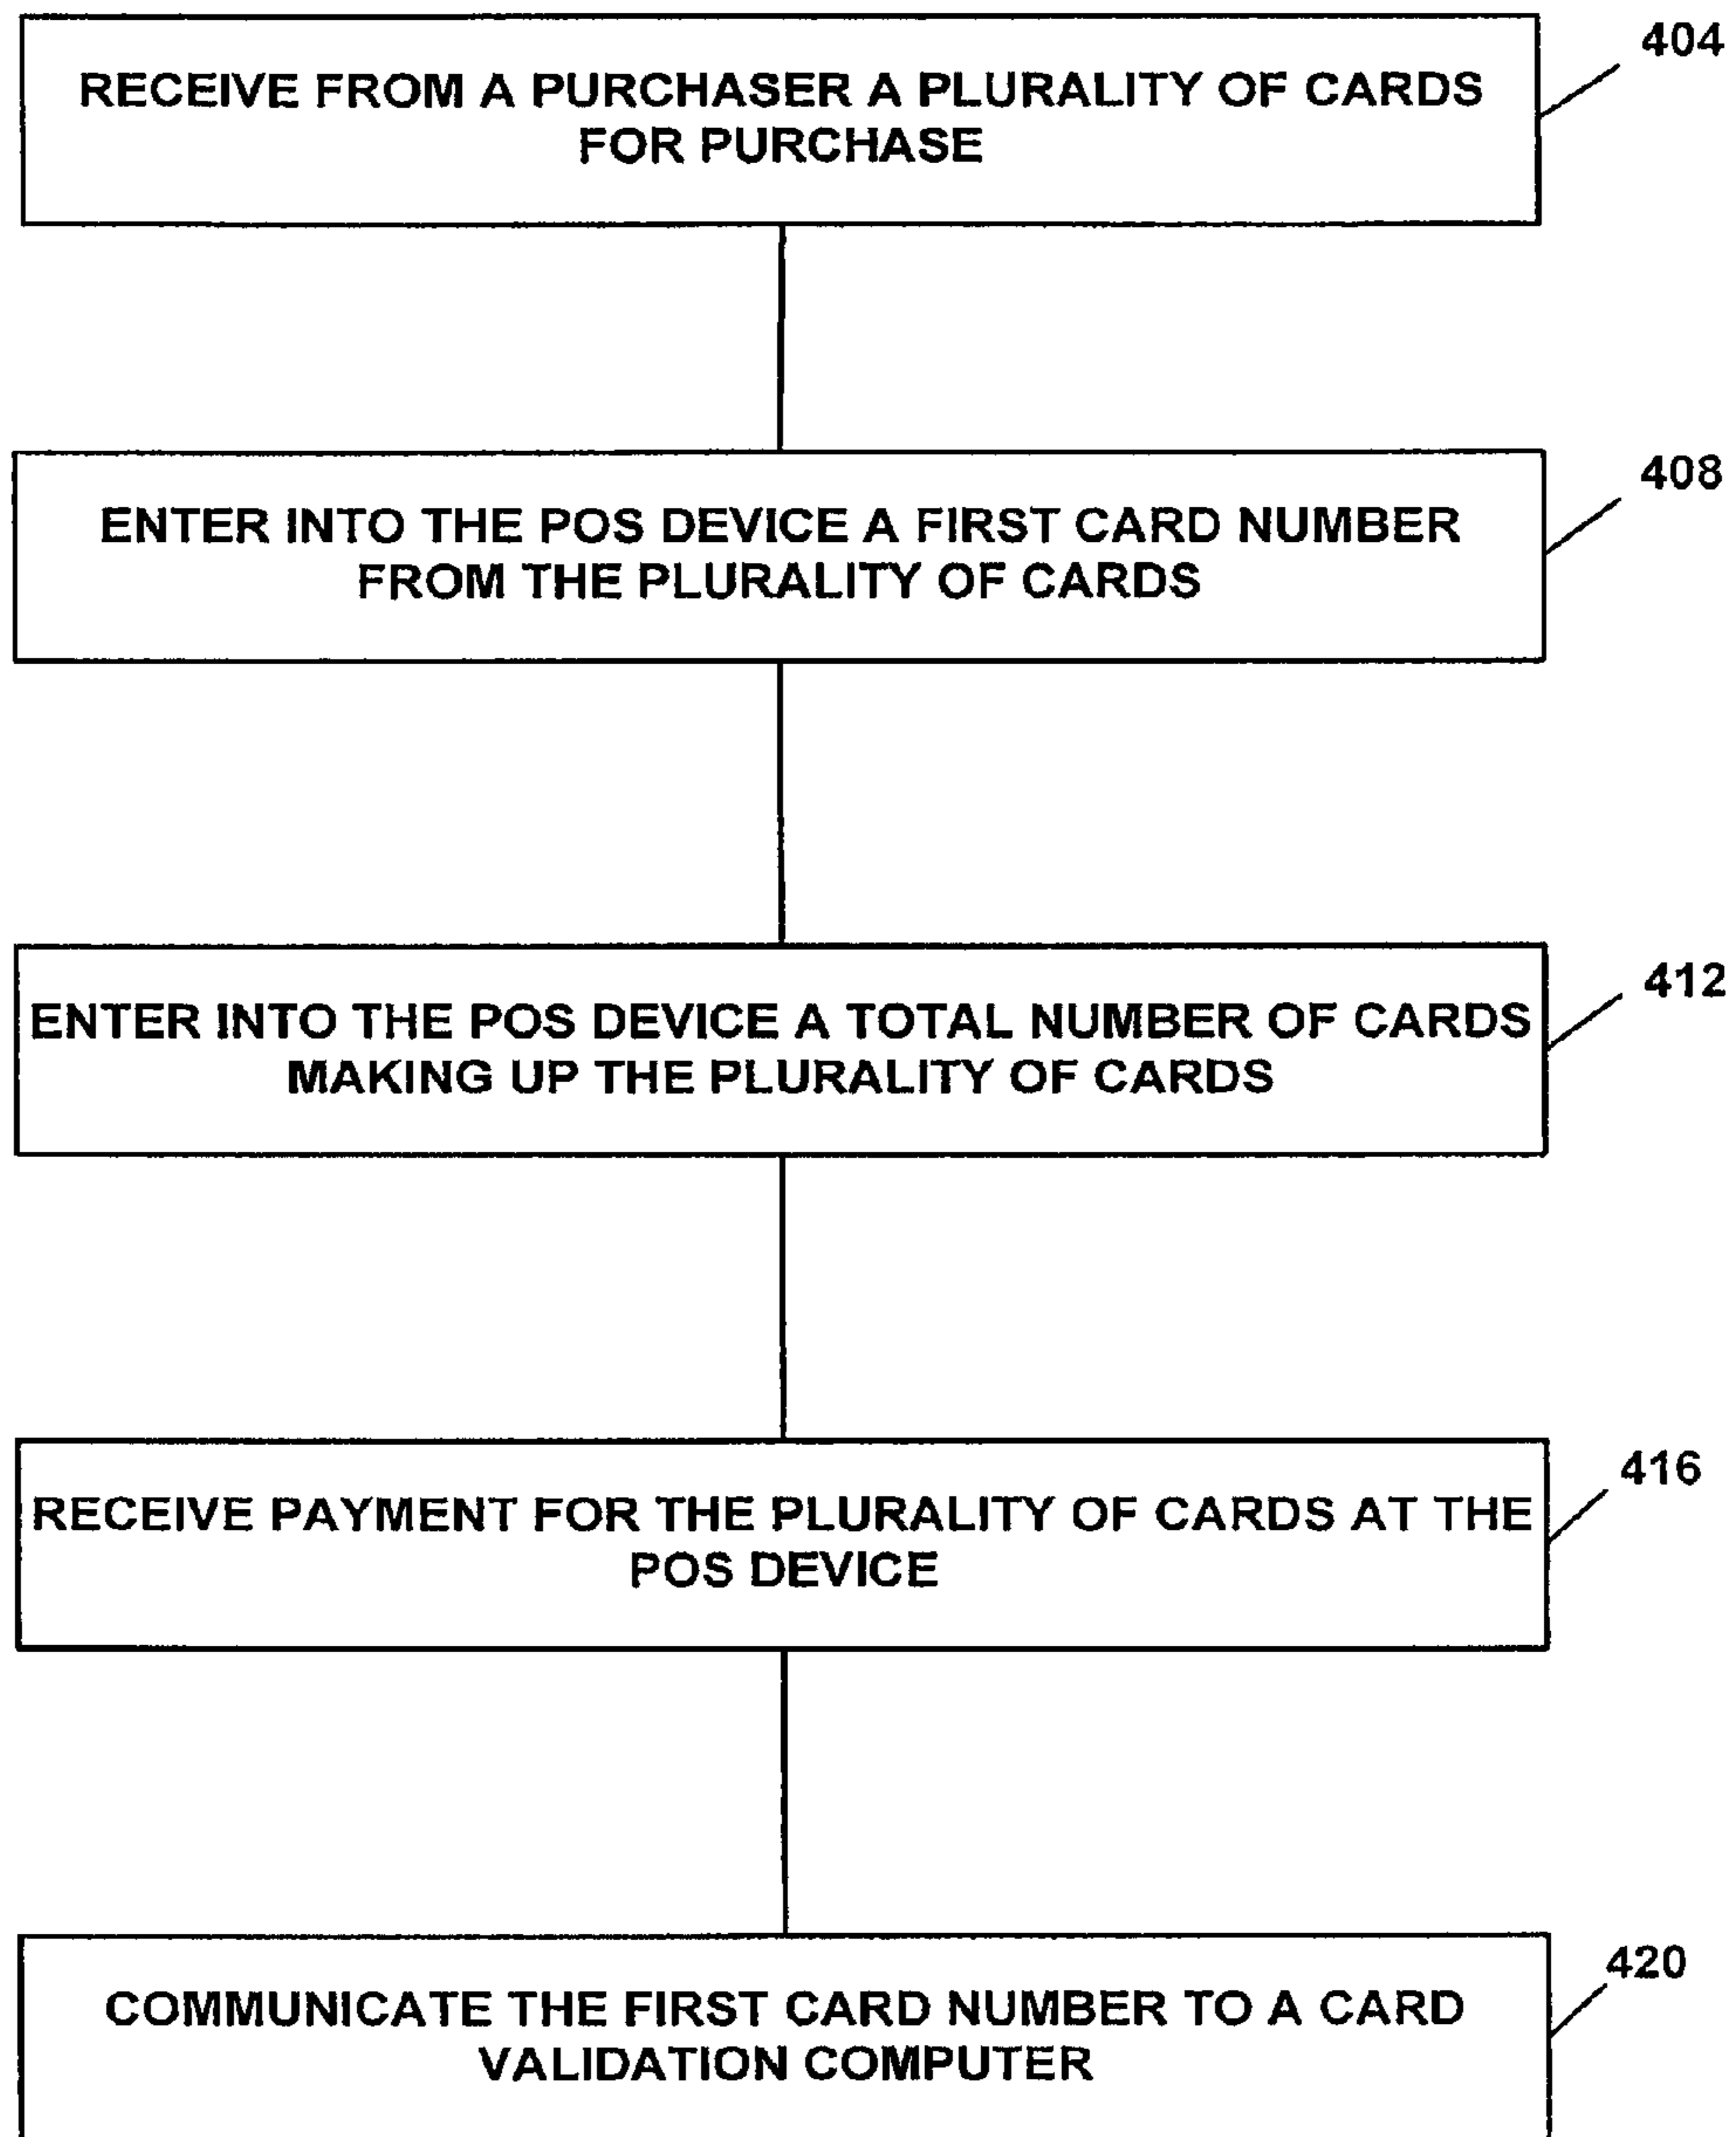 404
RECEIVE FROM A PURCHASER A PLURALITY OF CARDS
FOR PURCHASE
408
ENTER INTO THE POS DEVICE A FIRST CARD NUMBER
FROM THE PLURALITY OF CARDS
412
ENTER INTO THE POS DEVICE A TOTAL NUMBER OF CARDS
MAKING UP THE PLURALITY OF CARDS
416
RECEIVE PAYMENT FOR THE PLURALITY OF CARDS AT THE
POS DEVICE
420
COMMUNICATE THE FIRST CARD NUMBER TO A CARD
VALIDATION COMPUTER